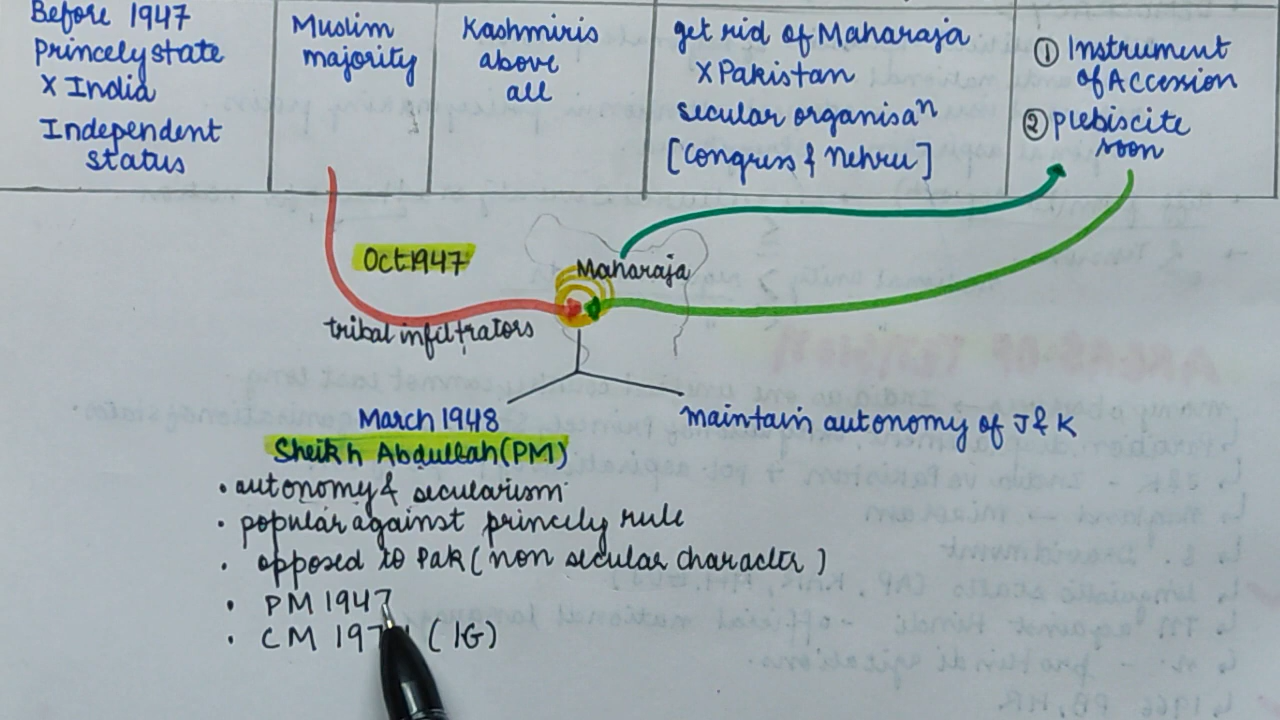 Before 1947
Princely state
X India
Independent
status
Muslim
majority
Kashmiris
above
all
get rid of Maharaja
X Pakistan
secular organisaⁿ
[Congress & Nehru]
① Instrument
of Accession
② plebiscite
soon
Oct 1947
Maharaja
tribal infiltrators
March 1948
Sheikh Abdullah (PM)
maintain autonomy of J & K
• autonomy & secularism
• popular against princely rule
• opposed to Pak (non secular character)
• PM 1947
• CM (IG)